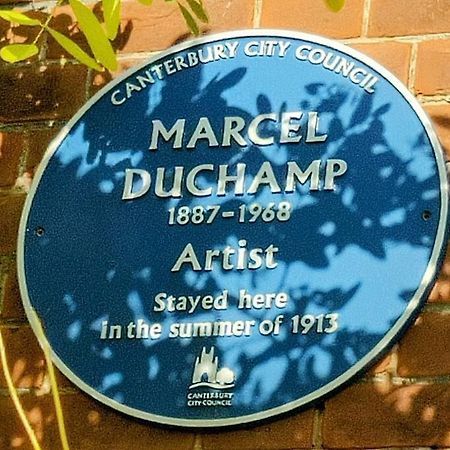 CANTERBURY CITY COUNCIL
MARCEL
DUCHAMP
1887-1968
Artist
Stayed here
in the summer of 1913
CANTERBURY
CITY·COUNCIL